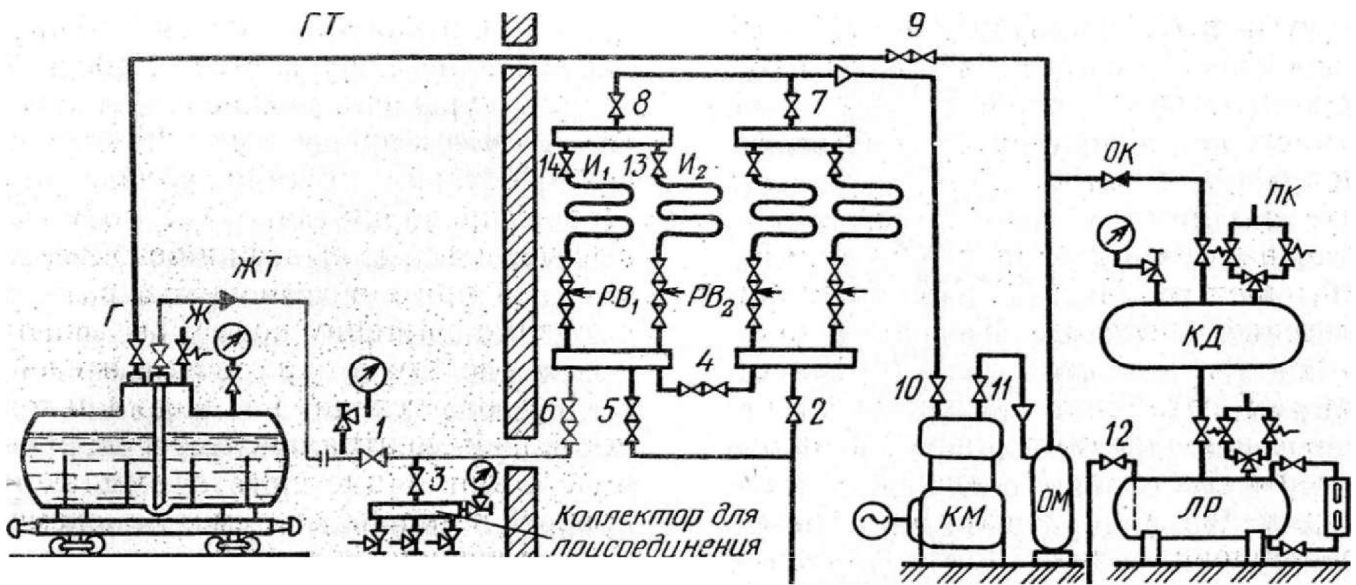 ГТ
9
8
7
ОК
14
И₁
13
И₂
ПК
ЖТ
Г
Ж
РВ₁
РВ₂
КД
4
10
11
6
5
2
12
1
3
КМ
ОМ
ЛР
Коллектор для
присоединения